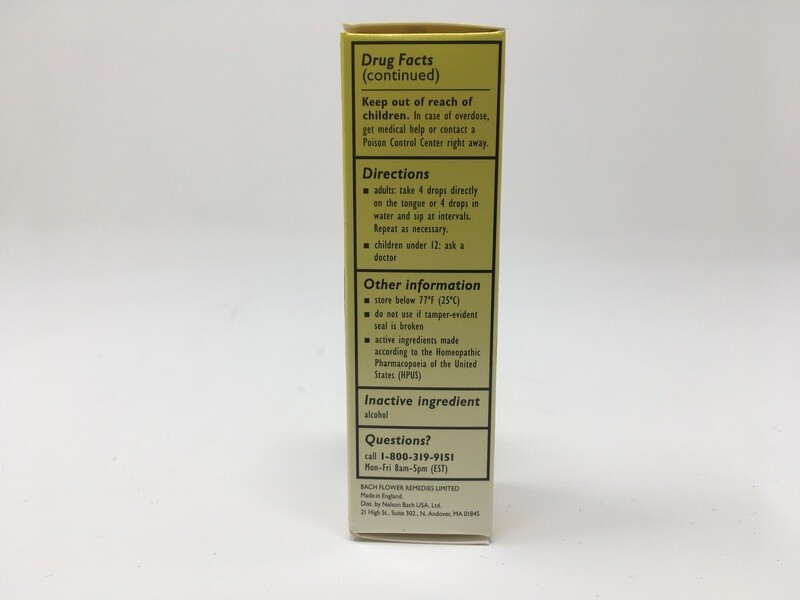 Drug Facts
(continued)
Keep out of reach of
children. In case of overdose,
get medical help or contact a
Poison Control Center right away.
Directions
■ adults: take 4 drops directly
on the tongue or 4 drops in
water and sip at intervals.
Repeat as necessary.
■ children under 12: ask a
doctor
Other information
■ store below 77°F (25°C)
■ do not use if tamper-evident
seal is broken
■ active ingredients made
according to the Homeopathic
Pharmacopoeia of the United
States (HPUS)
Inactive ingredient
alcohol
Questions?
call 1-800-319-9151
Mon-Fri 8am-5pm (EST)
BACH FLOWER REMEDIES LIMITED
Made in England.
Dist. by Nelson Bach USA, Ltd.
21 High St., Suite 302., N. Andover, MA 01845